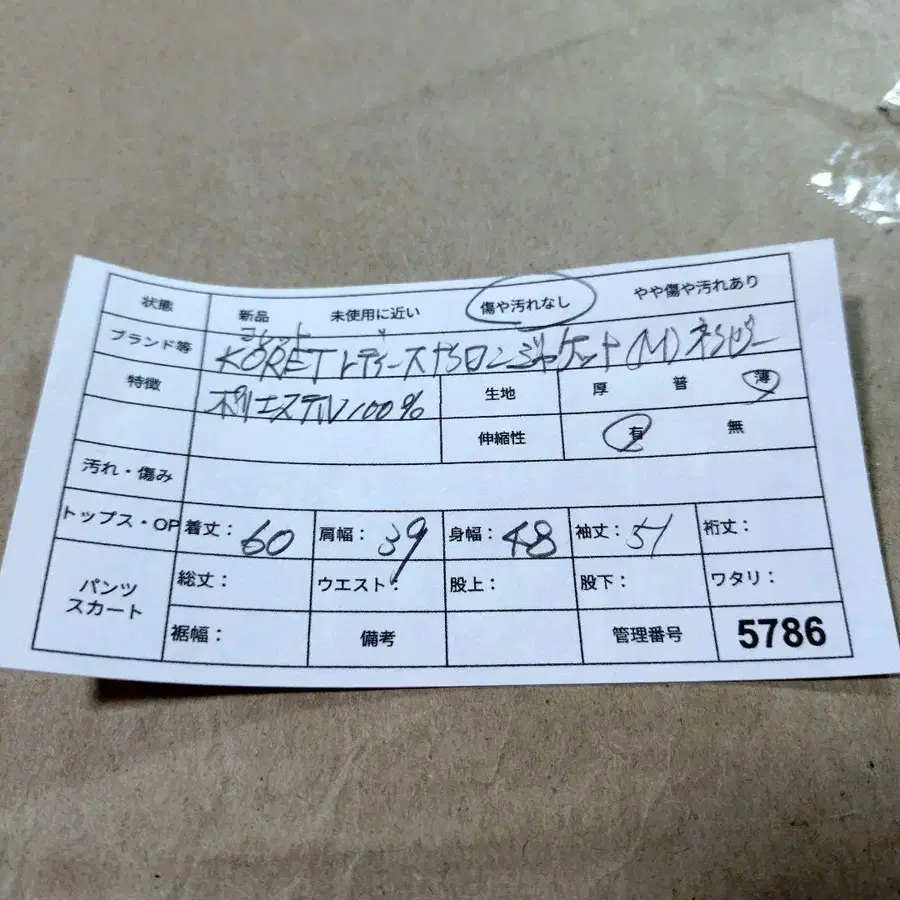 状態 新品 未使用に近い 傷や汚れなし やや傷や汚れあり
コレット
ブランド等 KORET レディース ナイロンジャケット(M) ネイビー
特徴 ポリエステル100% 生地 厚 普 薄
伸縮性 有 無
汚れ・傷み
トップス・OP 着丈: 60 肩幅: 39 身幅: 48 袖丈: 51 裄丈:
パンツ スカート 総丈: ウエスト: 股上: 股下: ワタリ:
裾幅: 備考 管理番号 5786